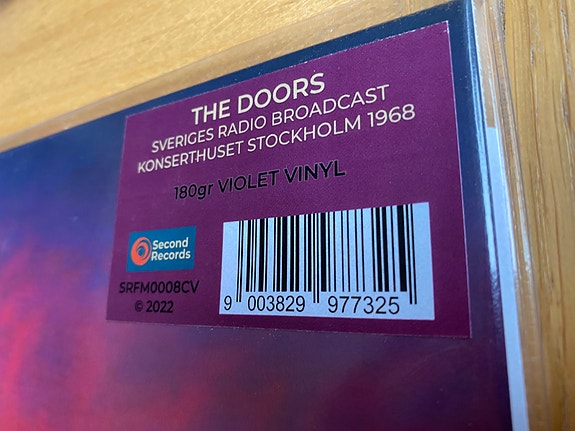 THE DOORS
SVERIGES RADIO BROADCAST
KONSERTHUSET STOCKHOLM 1968
180gr VIOLET VINYL
Second
Records
SRFM0008CV
© 2022
9 003829 977325